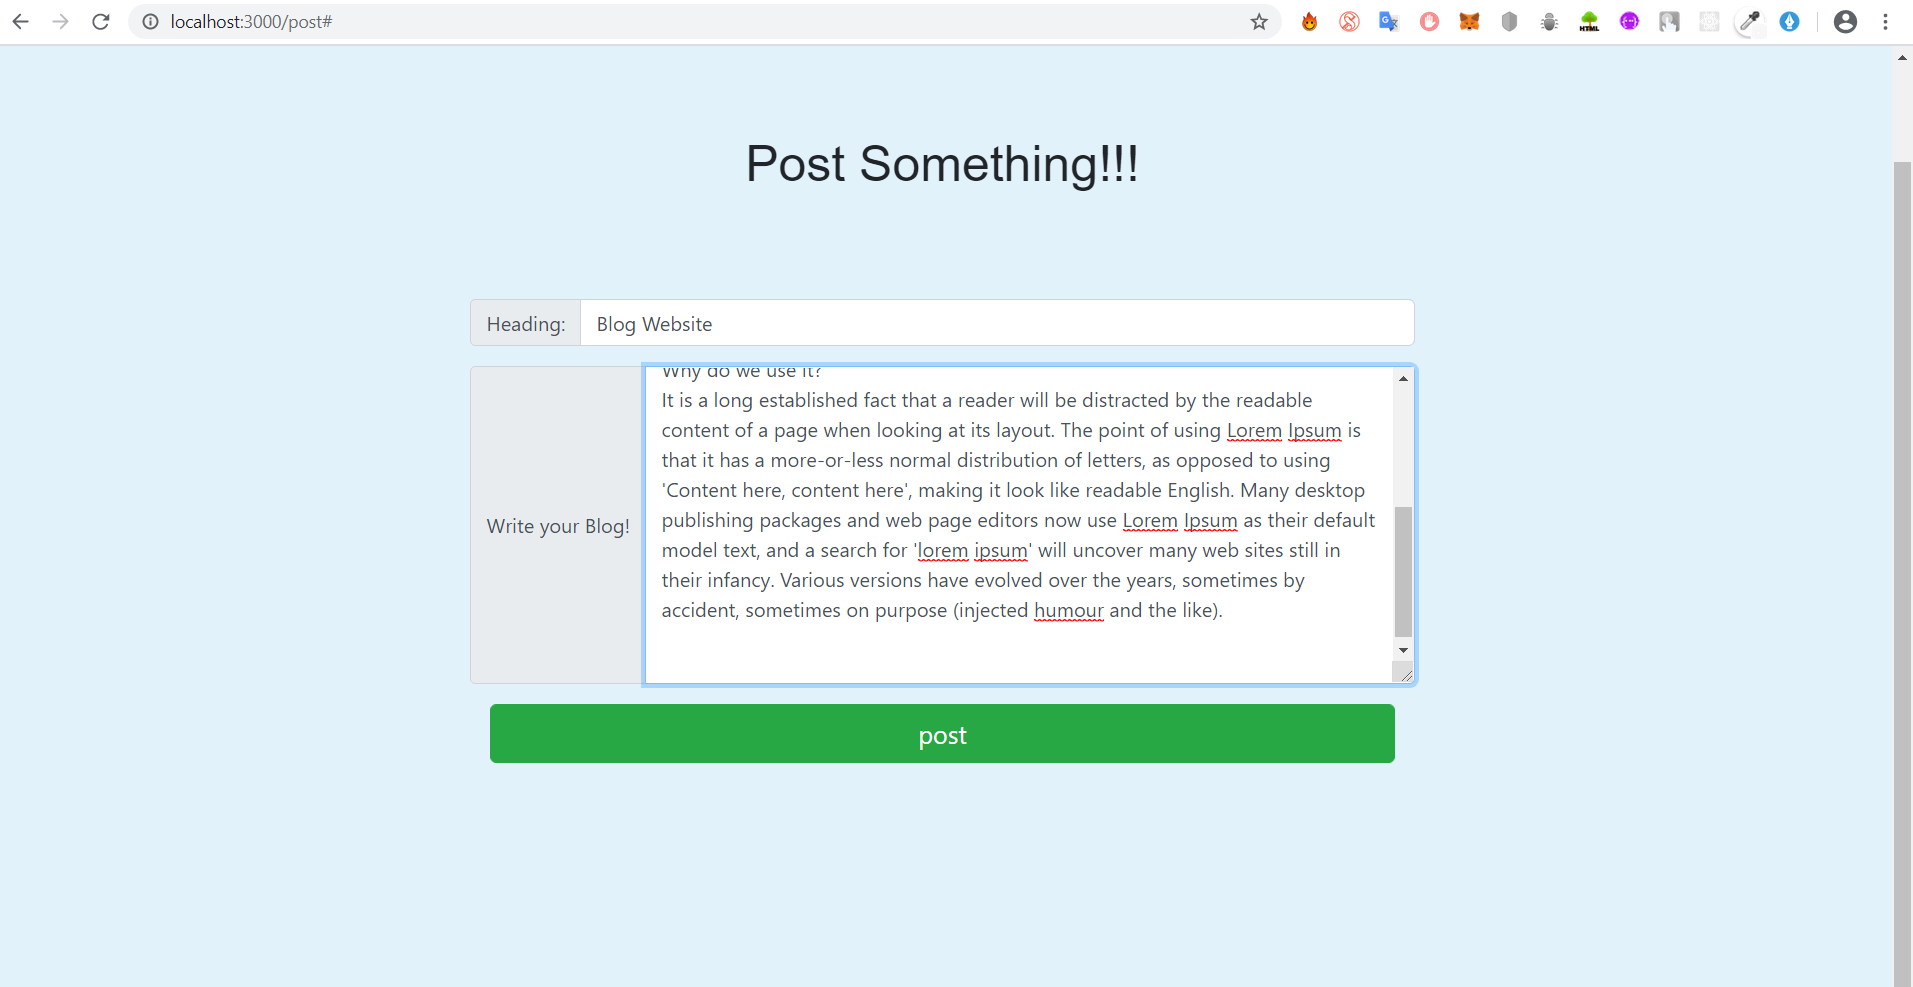 localhost:3000/post#
HTML
Post Something!!!
Heading:
Blog Website
Write your Blog!
Why do we use it?
It is a long established fact that a reader will be distracted by the readable
content of a page when looking at its layout. The point of using Lorem Ipsum is
that it has a more-or-less normal distribution of letters, as opposed to using
'Content here, content here', making it look like readable English. Many desktop
publishing packages and web page editors now use Lorem Ipsum as their default
model text, and a search for 'lorem ipsum' will uncover many web sites still in
their infancy. Various versions have evolved over the years, sometimes by
accident, sometimes on purpose (injected humour and the like).
post